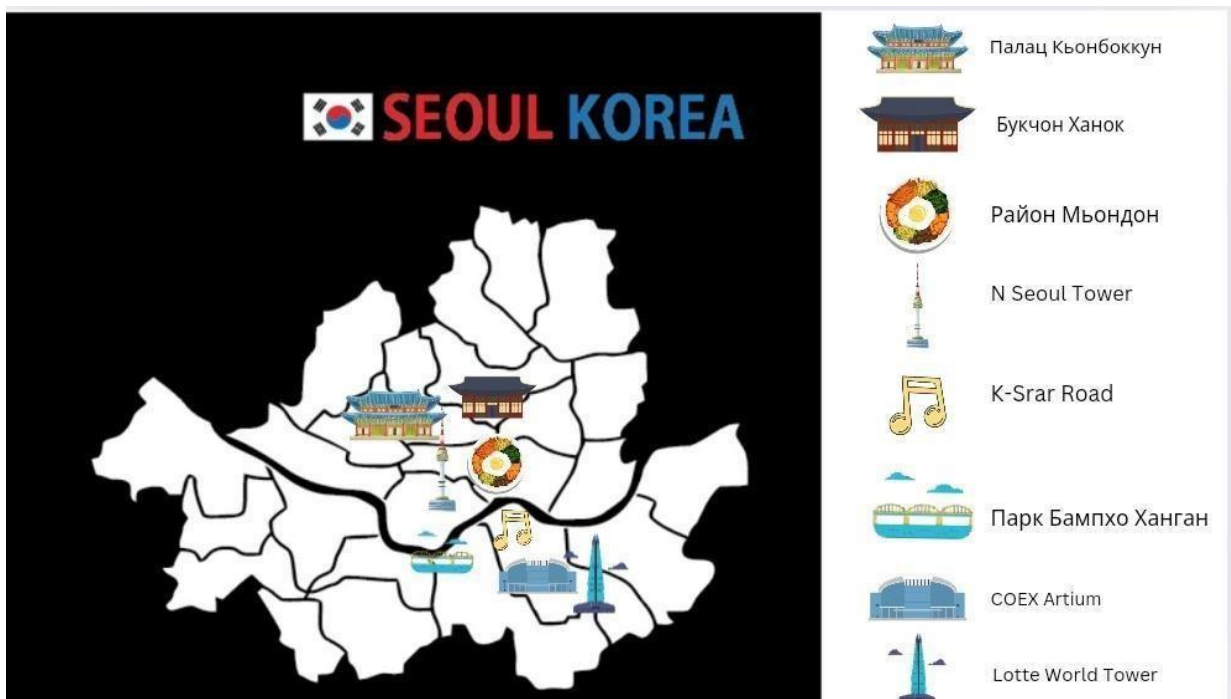 SEOUL KOREA
Палац Кьонбоккун
Букчон Ханок
Район Мьондон
N Seoul Tower
K-Srar Road
Парк Бампхо Ханган
COEX Artium
Lotte World Tower